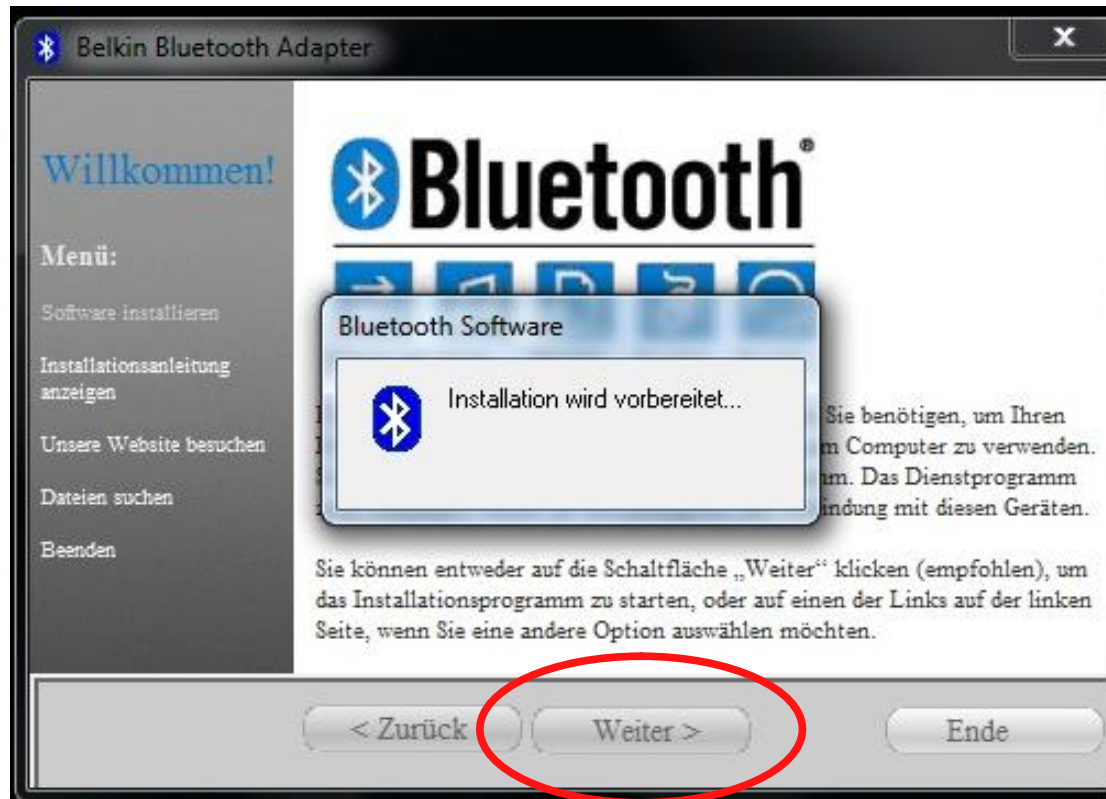 Belkin Bluetooth Adapter
Willkommen!
Menü:
Software installieren
Installationsanleitung
anzeigen
Unsere Website besuchen
Dateien suchen
Beenden
Bluetooth®
Bluetooth Software
Installation wird vorbereitet...
Sie benötigen, um Ihren
Computer zu verwenden.
Das Dienstprogramm
mit diesen Geräten.
Sie können entweder auf die Schaltfläche „Weiter“ klicken (empfohlen), um
das Installationsprogramm zu starten, oder auf einen der Links auf der linken
Seite, wenn Sie eine andere Option auswählen möchten.
< Zurück
Weiter >
Ende